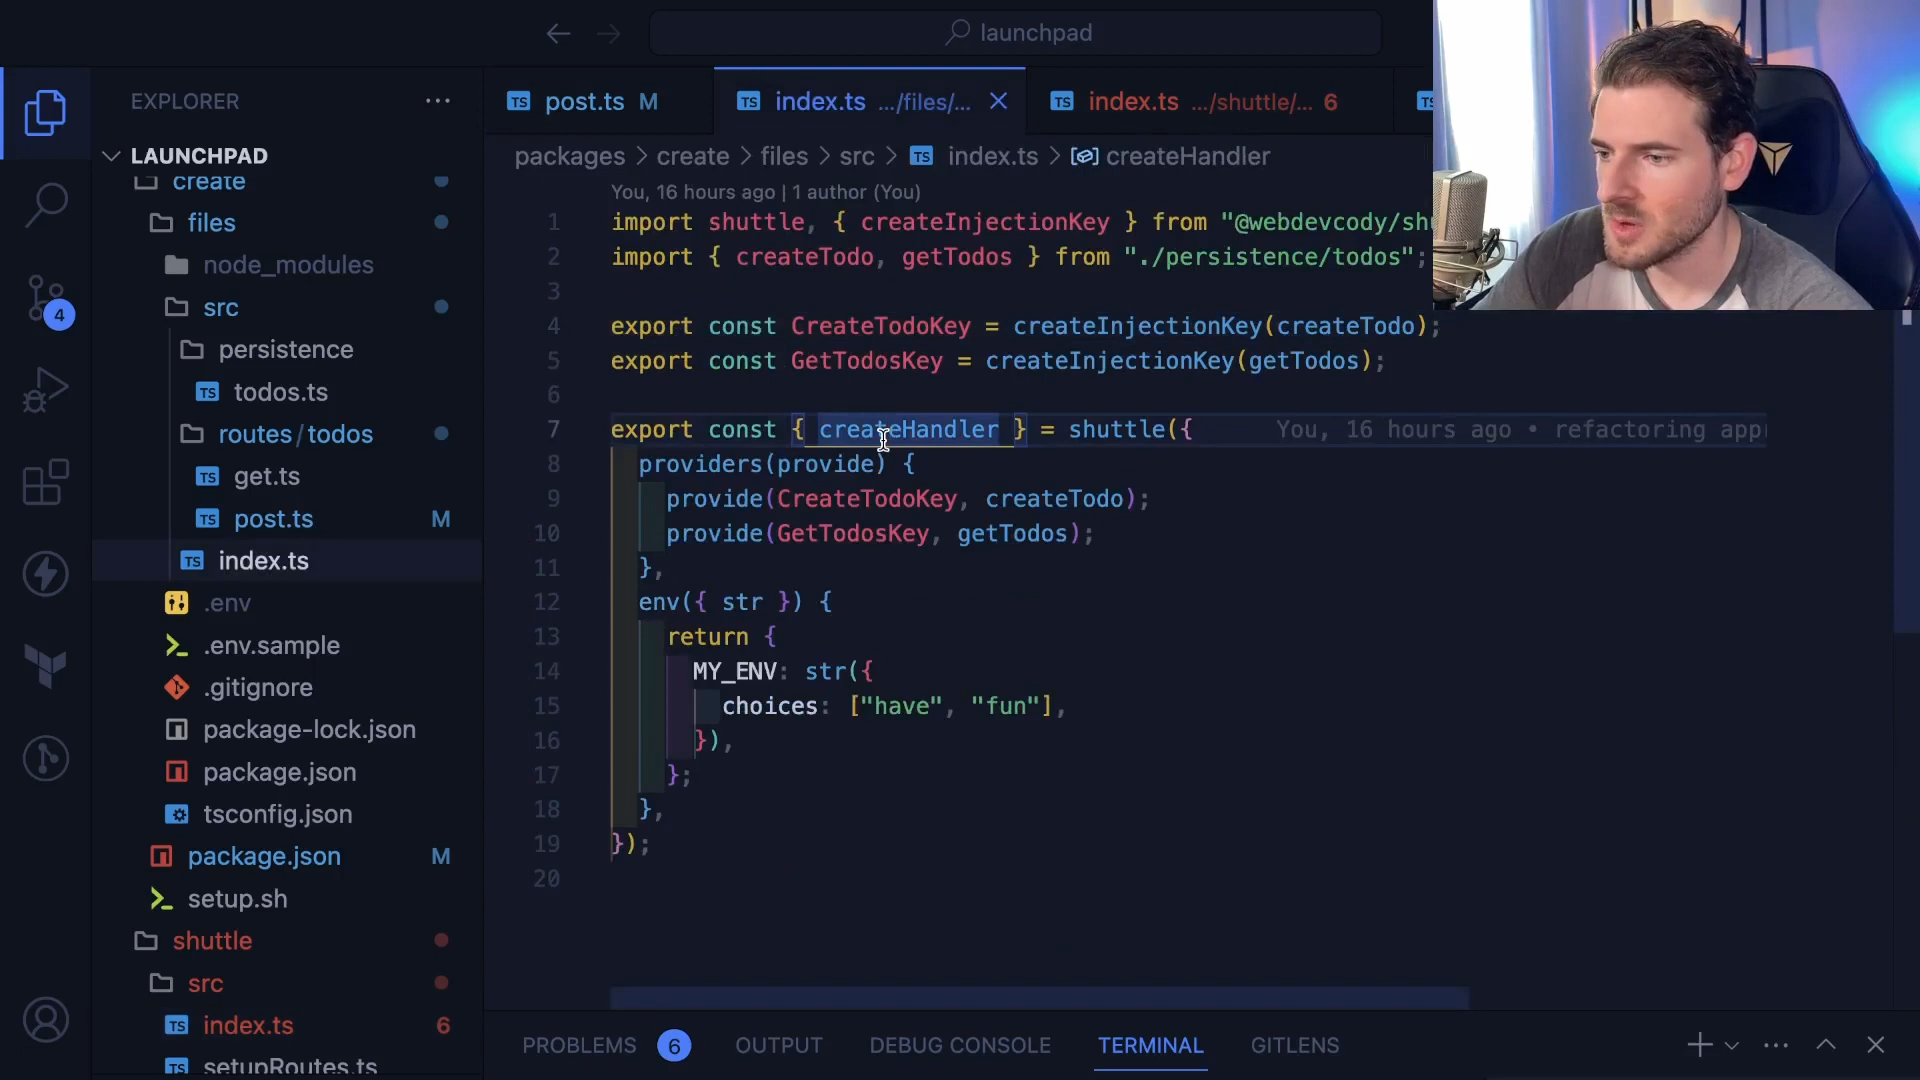 launchpad
EXPLORER
LAUNCHPAD
create
files
node_modules
src
persistence
todos.ts
routes/todos
get.ts
post.ts M
index.ts
.env
.env.sample
.gitignore
package-lock.json
package.json
tsconfig.json
package.json M
setup.sh
shuttle
src
index.ts 6
setupRoutes.ts
4
TS post.ts M
TS index.ts .../files/...
TS index.ts .../shuttle/... 6
packages > create > files > src > TS index.ts > createHandler
You, 16 hours ago | 1 author (You)
1 import shuttle, { createInjectionKey } from "@webdevcody/sh
2 import { createTodo, getTodos } from "./persistence/todos";
3
4 export const CreateTodoKey = createInjectionKey(createTodo);
5 export const GetTodosKey = createInjectionKey(getTodos);
6
7 export const { createHandler } = shuttle({ You, 16 hours ago • refactoring app
8 providers(provide) {
9 provide(CreateTodoKey, createTodo);
10 provide(GetTodosKey, getTodos);
11 },
12 env({ str }) {
13 return {
14 MY_ENV: str({
15 choices: ["have", "fun"],
16 }),
17 };
18 },
19 });
20
PROBLEMS 6 OUTPUT DEBUG CONSOLE TERMINAL GITLENS